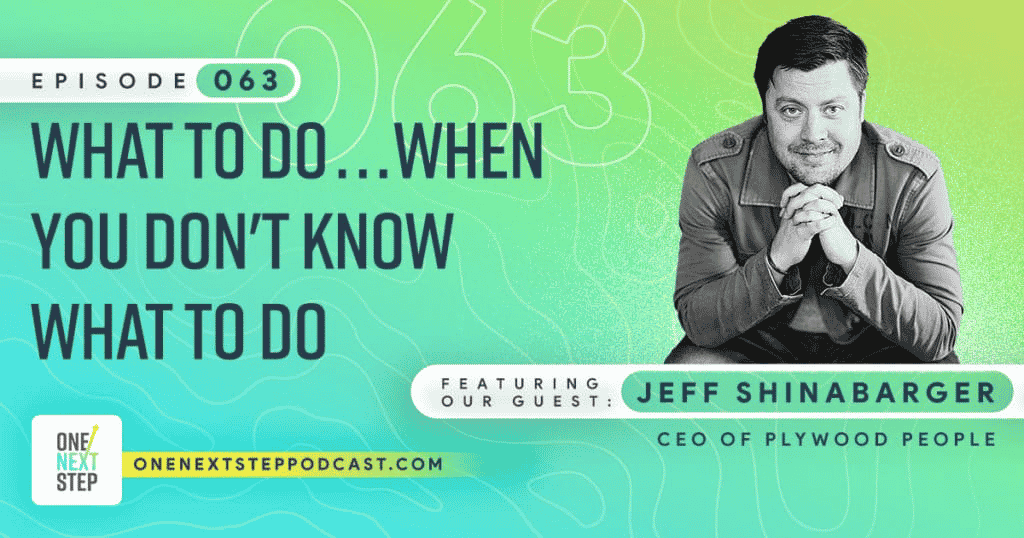 063
EPISODE 063
WHAT TO DO...WHEN
YOU DON'T KNOW
WHAT TO DO
FEATURING
OUR GUEST:
JEFF SHINABARGER
CEO OF PLYWOOD PEOPLE
ONE
NEXT
STEP
ONENEXTSTEPPODCAST.COM